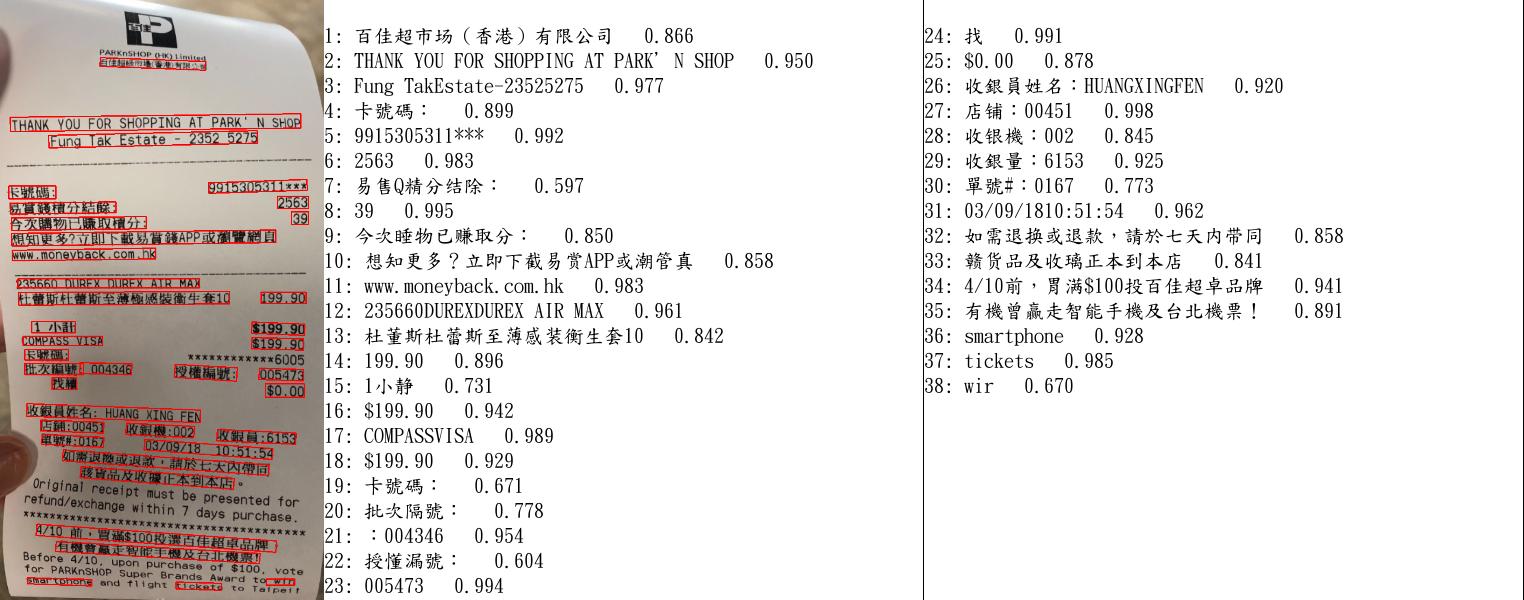 百佳
PARKnSHOP (HK) Limited
百佳超級市場(香港)有限公司
THANK YOU FOR SHOPPING AT PARK'N SHOP
Fung Tak Estate - 2352 5275
卡號碼: 9915305311***
易賞錢積分結餘: 2563
今次購物已賺取積分: 39
想知更多?立即下載易賞錢APP或瀏覽網頁
www.moneyback.com.hk
235660 DUREX DUREX AIR MAX
杜蕾斯杜蕾斯至薄極感裝衛生套10 199.90
1 小計 $199.90
COMPASS VISA $199.90
卡號碼: ************6005
批次編號: 004346 授權編號: 005473
找續 $0.00
收銀員姓名: HUANG XING FEN
店鋪:00451 收銀機:002 收銀員:6153
單號#:0167 03/09/18 10:51:54
如需退換或退款，請於七天內帶同
該貨品及收據正本到本店。
Original receipt must be presented for
refund/exchange within 7 days purchase.
****************************************
4/10 前，買滿$100投選百佳超卓品牌，
有機會贏走智能手機及台北機票!
Before 4/10, upon purchase of $100, vote
for PARKnSHOP Super Brands Award to win
smartphone and flight tickets to Taipei!
1: 百佳超市场（香港）有限公司 0.866
2: THANK YOU FOR SHOPPING AT PARK'N SHOP 0.950
3: Fung TakEstate-23525275 0.977
4: 卡號碼： 0.899
5: 9915305311*** 0.992
6: 2563 0.983
7: 易售Q精分结除： 0.597
8: 39 0.995
9: 今次睡物已赚取分： 0.850
10: 想知更多？立即下截易赏APP或潮管真 0.858
11: www.moneyback.com.hk 0.983
12: 235660DUREXDUREX AIR MAX 0.961
13: 杜董斯杜蕾斯至薄感装衡生套10 0.842
14: 199.90 0.896
15: 1小静 0.731
16: $199.90 0.942
17: COMPASSVISA 0.989
18: $199.90 0.929
19: 卡號碼： 0.671
20: 批次隔號： 0.778
21: ：004346 0.954
22: 授懂漏號： 0.604
23: 005473 0.994
24: 找 0.991
25: $0.00 0.878
26: 收銀員姓名：HUANGXINGFEN 0.920
27: 店铺：00451 0.998
28: 收银機：002 0.845
29: 收銀量：6153 0.925
30: 單號#：0167 0.773
31: 03/09/1810:51:54 0.962
32: 如需退换或退款，請於七天内带同 0.858
33: 赣货品及收璃正本到本店 0.841
34: 4/10前，胃滿$100投百佳超卓品牌 0.941
35: 有機曾赢走智能手機及台北機票！ 0.891
36: smartphone 0.928
37: tickets 0.985
38: wir 0.670